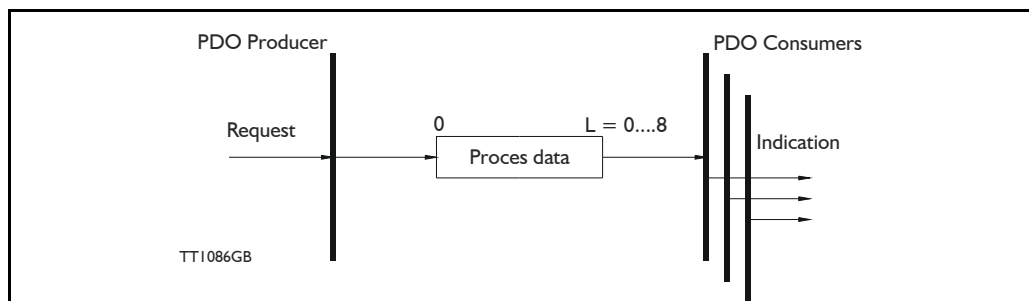 PDO Producer
PDO Consumers
Request
0
L = 0....8
Proces data
Indication
TT1086GB